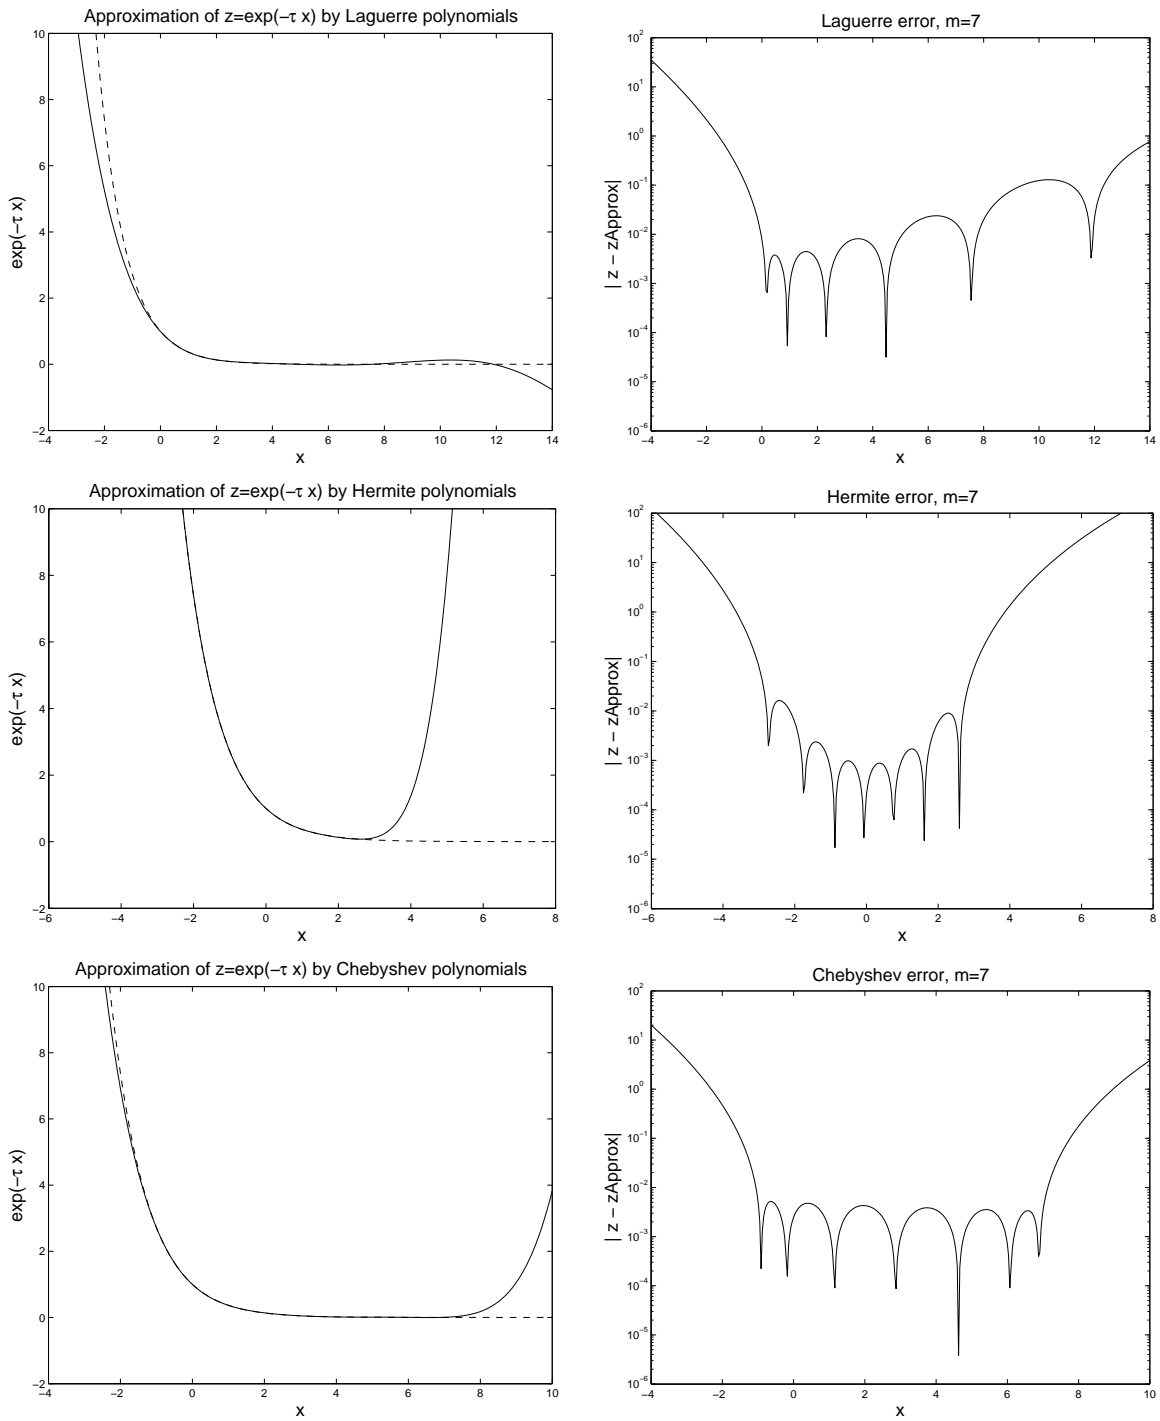 Approximation of z=exp(−τ x) by Laguerre polynomials
10
8
6
4
2
0
−2
exp(−τ x)
−4 −2 0 2 4 6 8 10 12 14
x
Laguerre error, m=7
10^2
10^1
10^0
10^−1
10^−2
10^−3
10^−4
10^−5
10^−6
| z − zApprox|
−4 −2 0 2 4 6 8 10 12 14
x
Approximation of z=exp(−τ x) by Hermite polynomials
10
8
6
4
2
0
−2
exp(−τ x)
−6 −4 −2 0 2 4 6 8
x
Hermite error, m=7
10^2
10^1
10^0
10^−1
10^−2
10^−3
10^−4
10^−5
10^−6
| z − zApprox|
−6 −4 −2 0 2 4 6 8
x
Approximation of z=exp(−τ x) by Chebyshev polynomials
10
8
6
4
2
0
−2
exp(−τ x)
−4 −2 0 2 4 6 8 10
x
Chebyshev error, m=7
10^2
10^1
10^0
10^−1
10^−2
10^−3
10^−4
10^−5
10^−6
| z − zApprox|
−4 −2 0 2 4 6 8 10
x